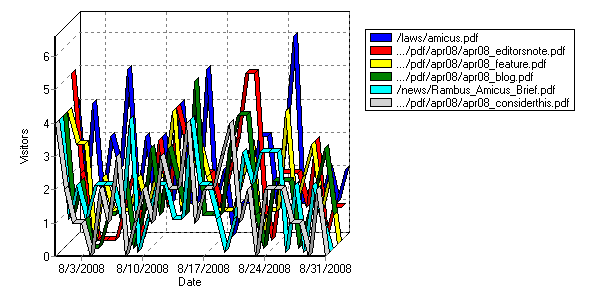 /laws/amicus.pdf
.../pdf/apr08/apr08_editorsnote.pdf
.../pdf/apr08/apr08_feature.pdf
.../pdf/apr08/apr08_blog.pdf
/news/Rambus_Amicus_Brief.pdf
.../pdf/apr08/apr08_considerthis.pdf
Visitors
6
5
4
3
2
1
0
8/3/2008 8/10/2008 8/17/2008 8/24/2008 8/31/2008
Date